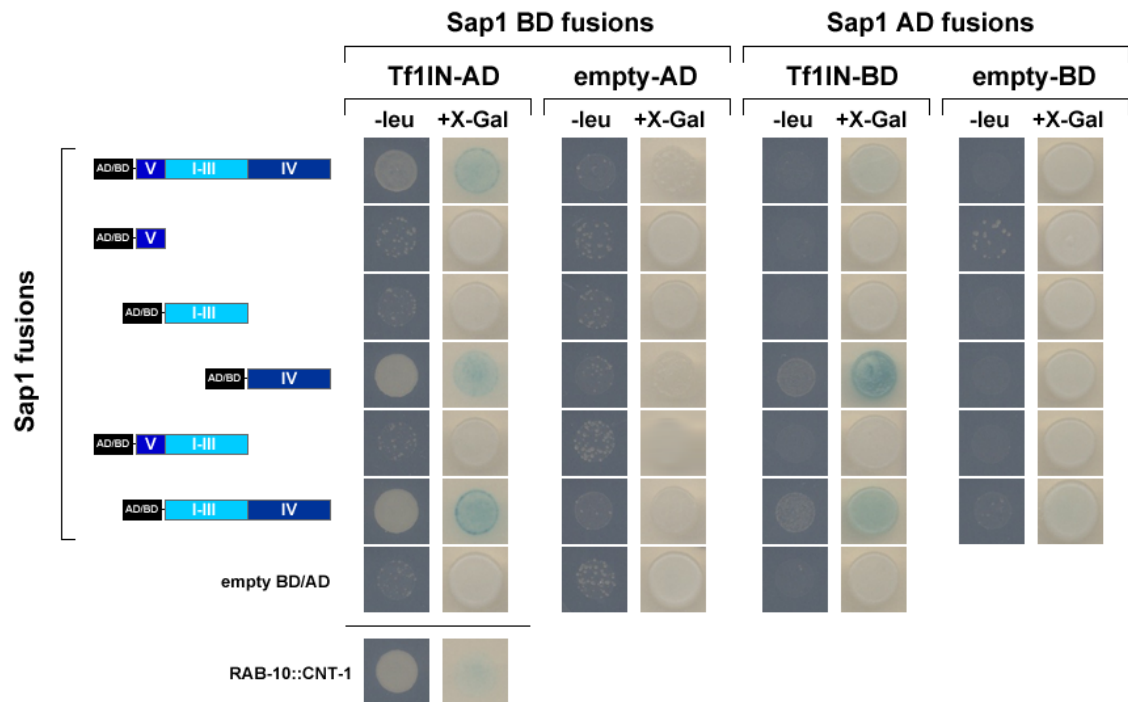 Sap1 BD fusions Sap1 AD fusions
Tf1IN-AD empty-AD Tf1IN-BD empty-BD
-leu +X-Gal -leu +X-Gal -leu +X-Gal -leu +X-Gal
Sap1 fusions
AD/BD V I-III IV
AD/BD V
AD/BD I-III
AD/BD IV
AD/BD V I-III
AD/BD I-III IV
empty BD/AD
RAB-10::CNT-1